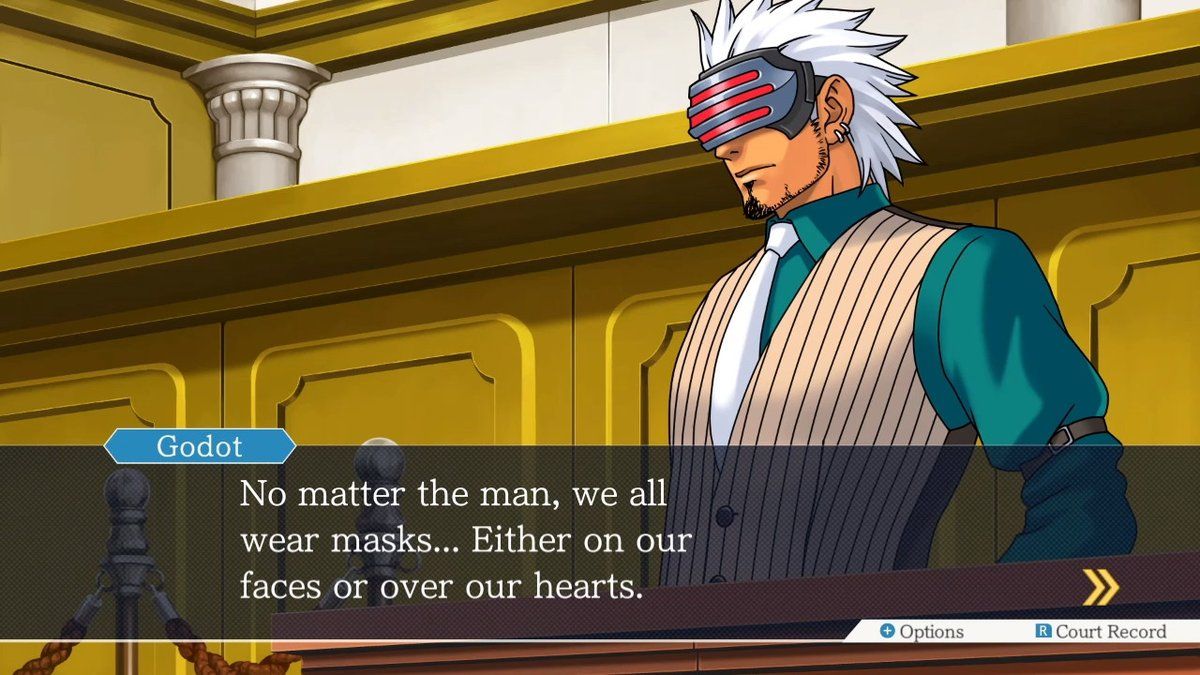 Godot
No matter the man, we all
wear masks... Either on our
faces or over our hearts.
+ Options
R Court Record